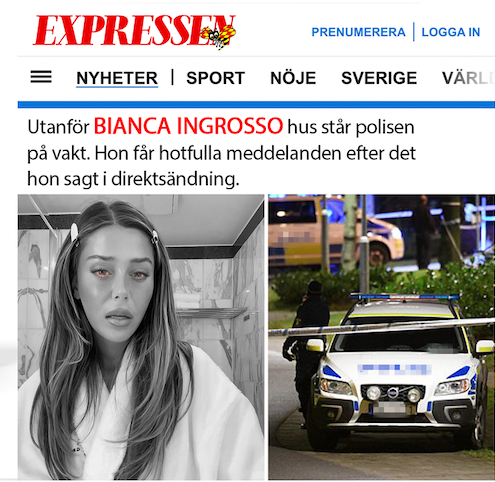 EXPRESSEN
PRENUMERERA | LOGGA IN
NYHETER | SPORT NÖJE SVERIGE VÄRL
Utanför BIANCA INGROSSO hus står polisen
på vakt. Hon får hotfulla meddelanden efter det
hon sagt i direktsändning.
VOLVO